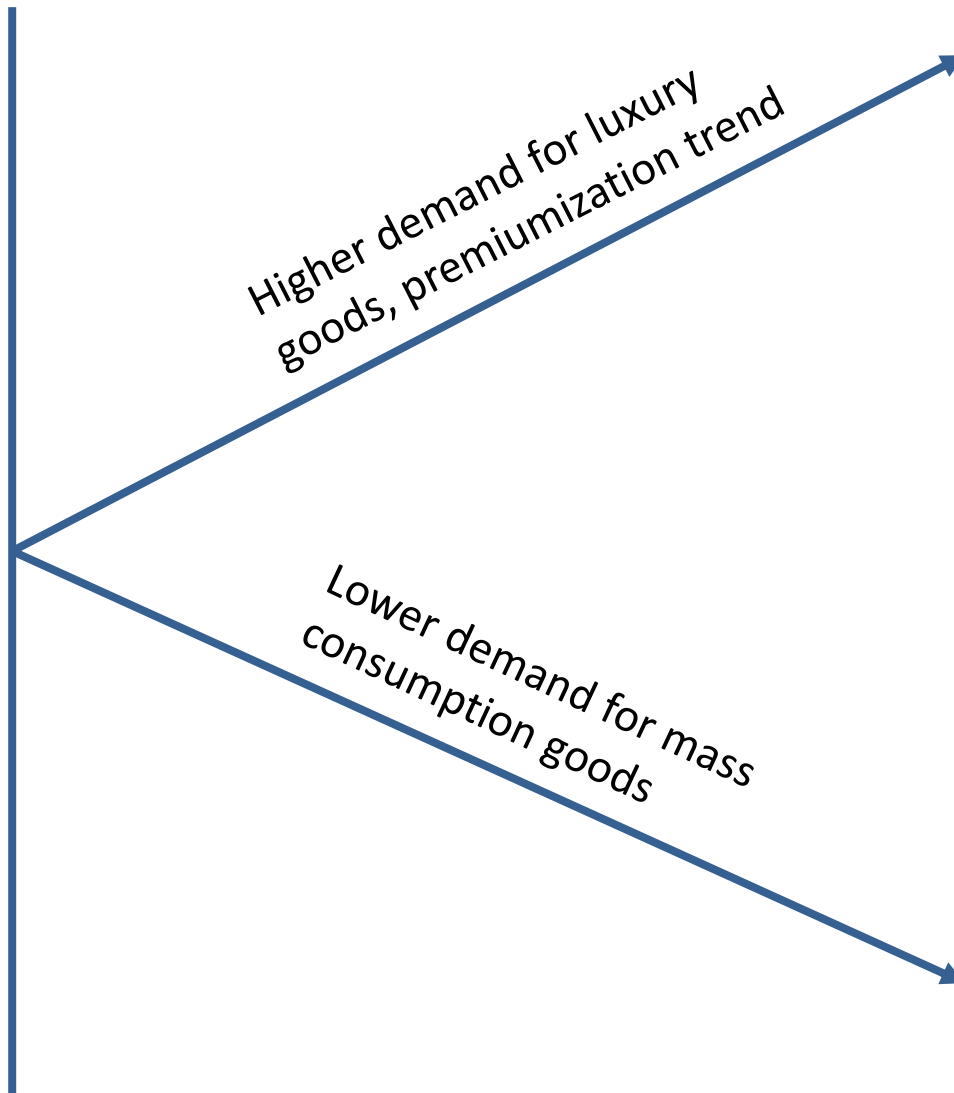 Higher demand for luxury
goods, premiumization trend
Lower demand for mass
consumption goods